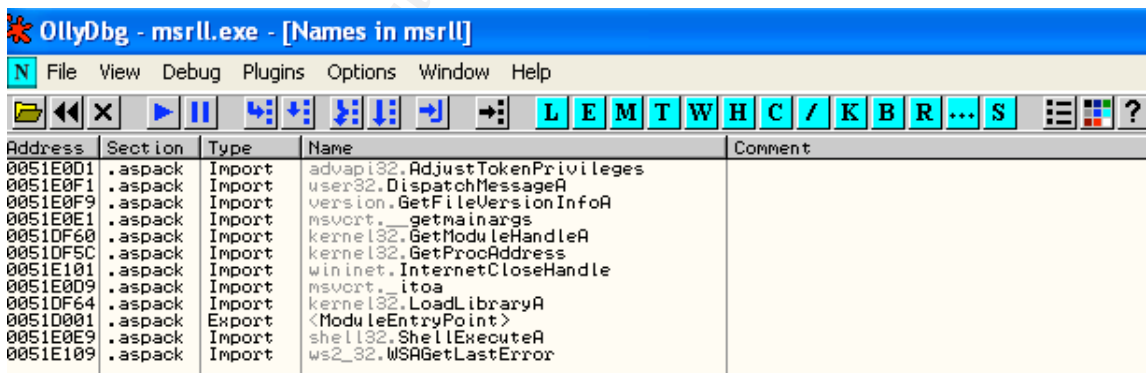 OllyDbg - msrll.exe - [Names in msrll]
N File View Debug Plugins Options Window Help
L E M T W H C / K B R ... S ?
Address Section Type Name Comment
0051E0D1 .aspack Import advapi32.AdjustTokenPrivileges
0051E0F1 .aspack Import user32.DispatchMessageA
0051E0F9 .aspack Import version.GetFileVersionInfoA
0051E0E1 .aspack Import msvcrt.__getmainargs
0051DF60 .aspack Import kernel32.GetModuleHandleA
0051DF5C .aspack Import kernel32.GetProcAddress
0051E101 .aspack Import wininet.InternetCloseHandle
0051E0D9 .aspack Import msvcrt._itoa
0051DF64 .aspack Import kernel32.LoadLibraryA
0051D001 .aspack Export <ModuleEntryPoint>
0051E0E9 .aspack Import shell32.ShellExecuteA
0051E109 .aspack Import ws2_32.WSAGetLastError